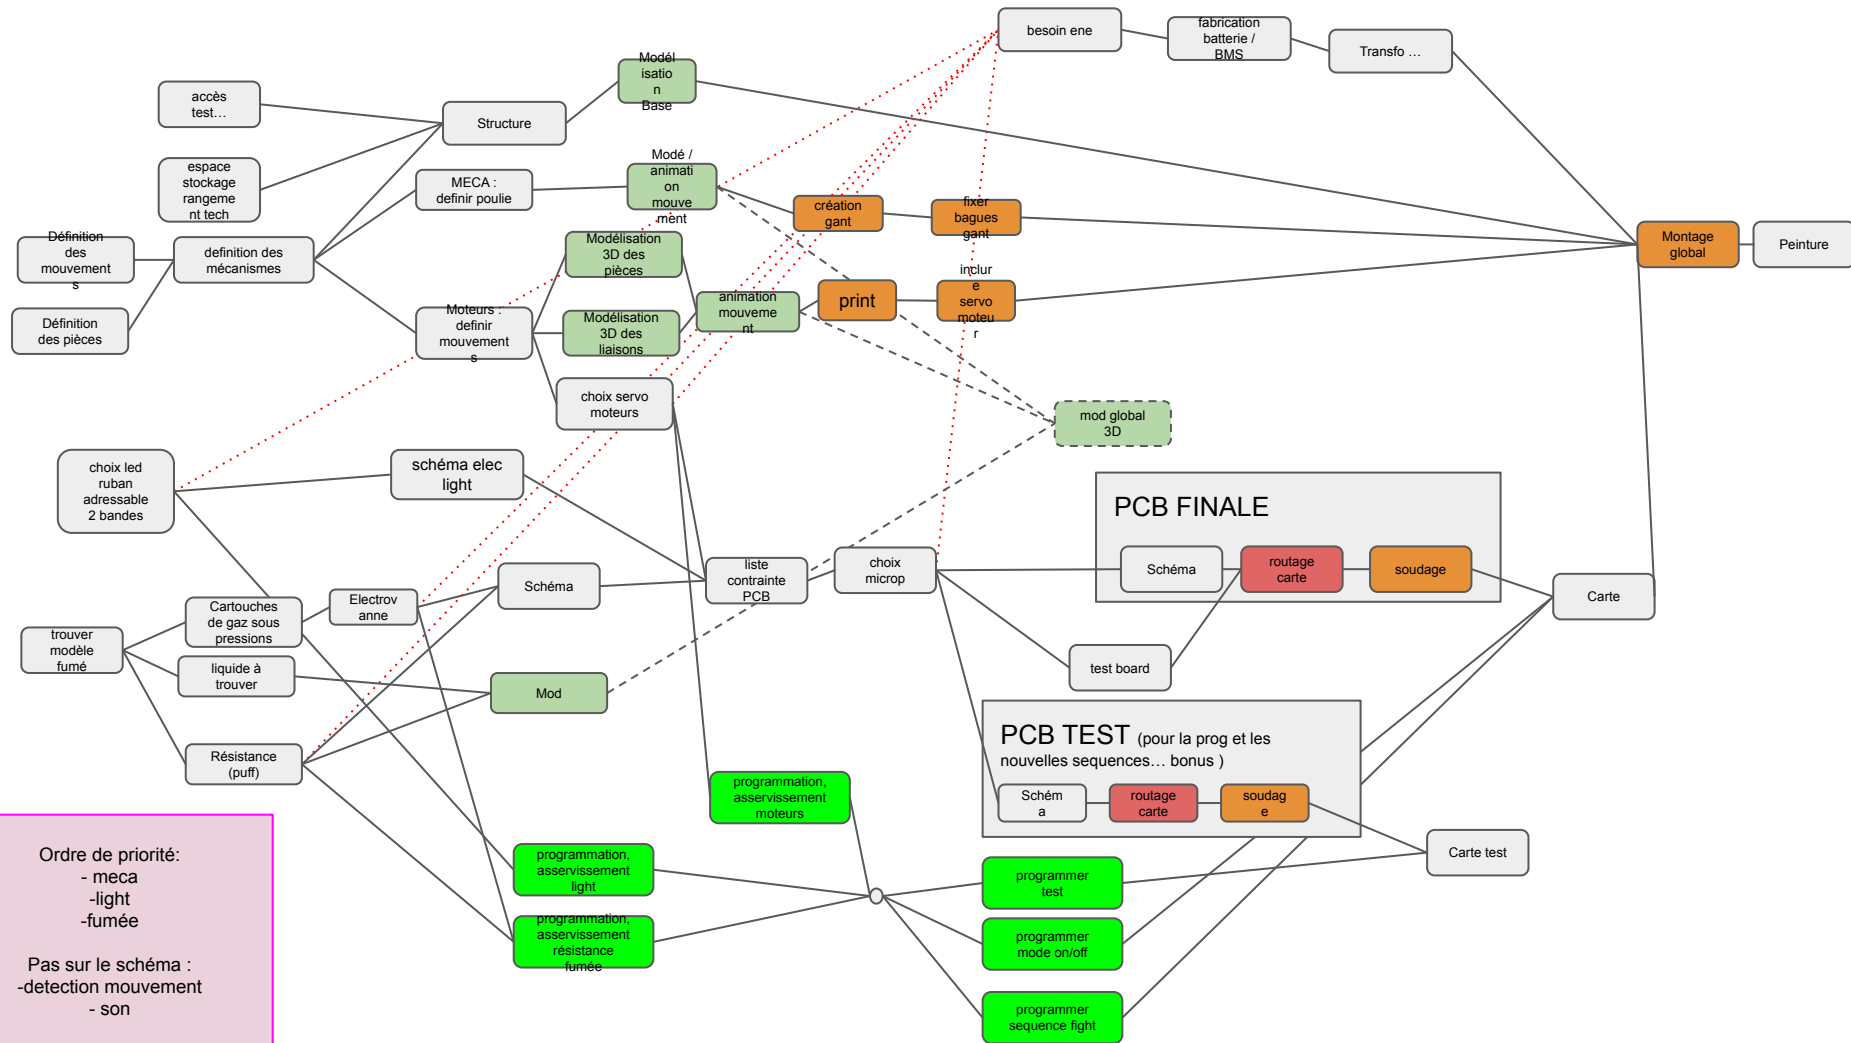 besoin ene
fabrication
batterie /
BMS
Transfo …
Modél
isatio
n
Base
accès
test…
Structure
espace
stockage
rangeme
nt tech
MECA :
definir poulie
Modé /
animati
on
mouve
ment
création
gant
fixer
bagues
gant
Définition
des
mouvement
s
definition des
mécanismes
Modélisation
3D des
pièces
Montage
global
Peinture
Définition
des pièces
Moteurs :
definir
mouvement
s
Modélisation
3D des
liaisons
animation
mouveme
nt
print
inclur
e
servo
moteu
r
choix servo
moteurs
mod global
3D
choix led
ruban
adressable
2 bandes
schéma elec
light
PCB FINALE
Schéma
routage
carte
soudage
liste
contrainte
PCB
choix
microp
Schéma
Electrov
anne
Cartouches
de gaz sous
pressions
Carte
trouver
modèle
fumé
liquide à
trouver
test board
Mod
Résistance
(puff)
PCB TEST (pour la prog et les
nouvelles sequences… bonus )
Schém
a
routage
carte
soudag
e
programmation,
asservissement
moteurs
Carte test
programmation,
asservissement
light
programmer
test
programmation,
asservissement
résistance
fumée
programmer
mode on/off
programmer
sequence fight
Ordre de priorité:
- meca
-light
-fumée
Pas sur le schéma :
-detection mouvement
- son